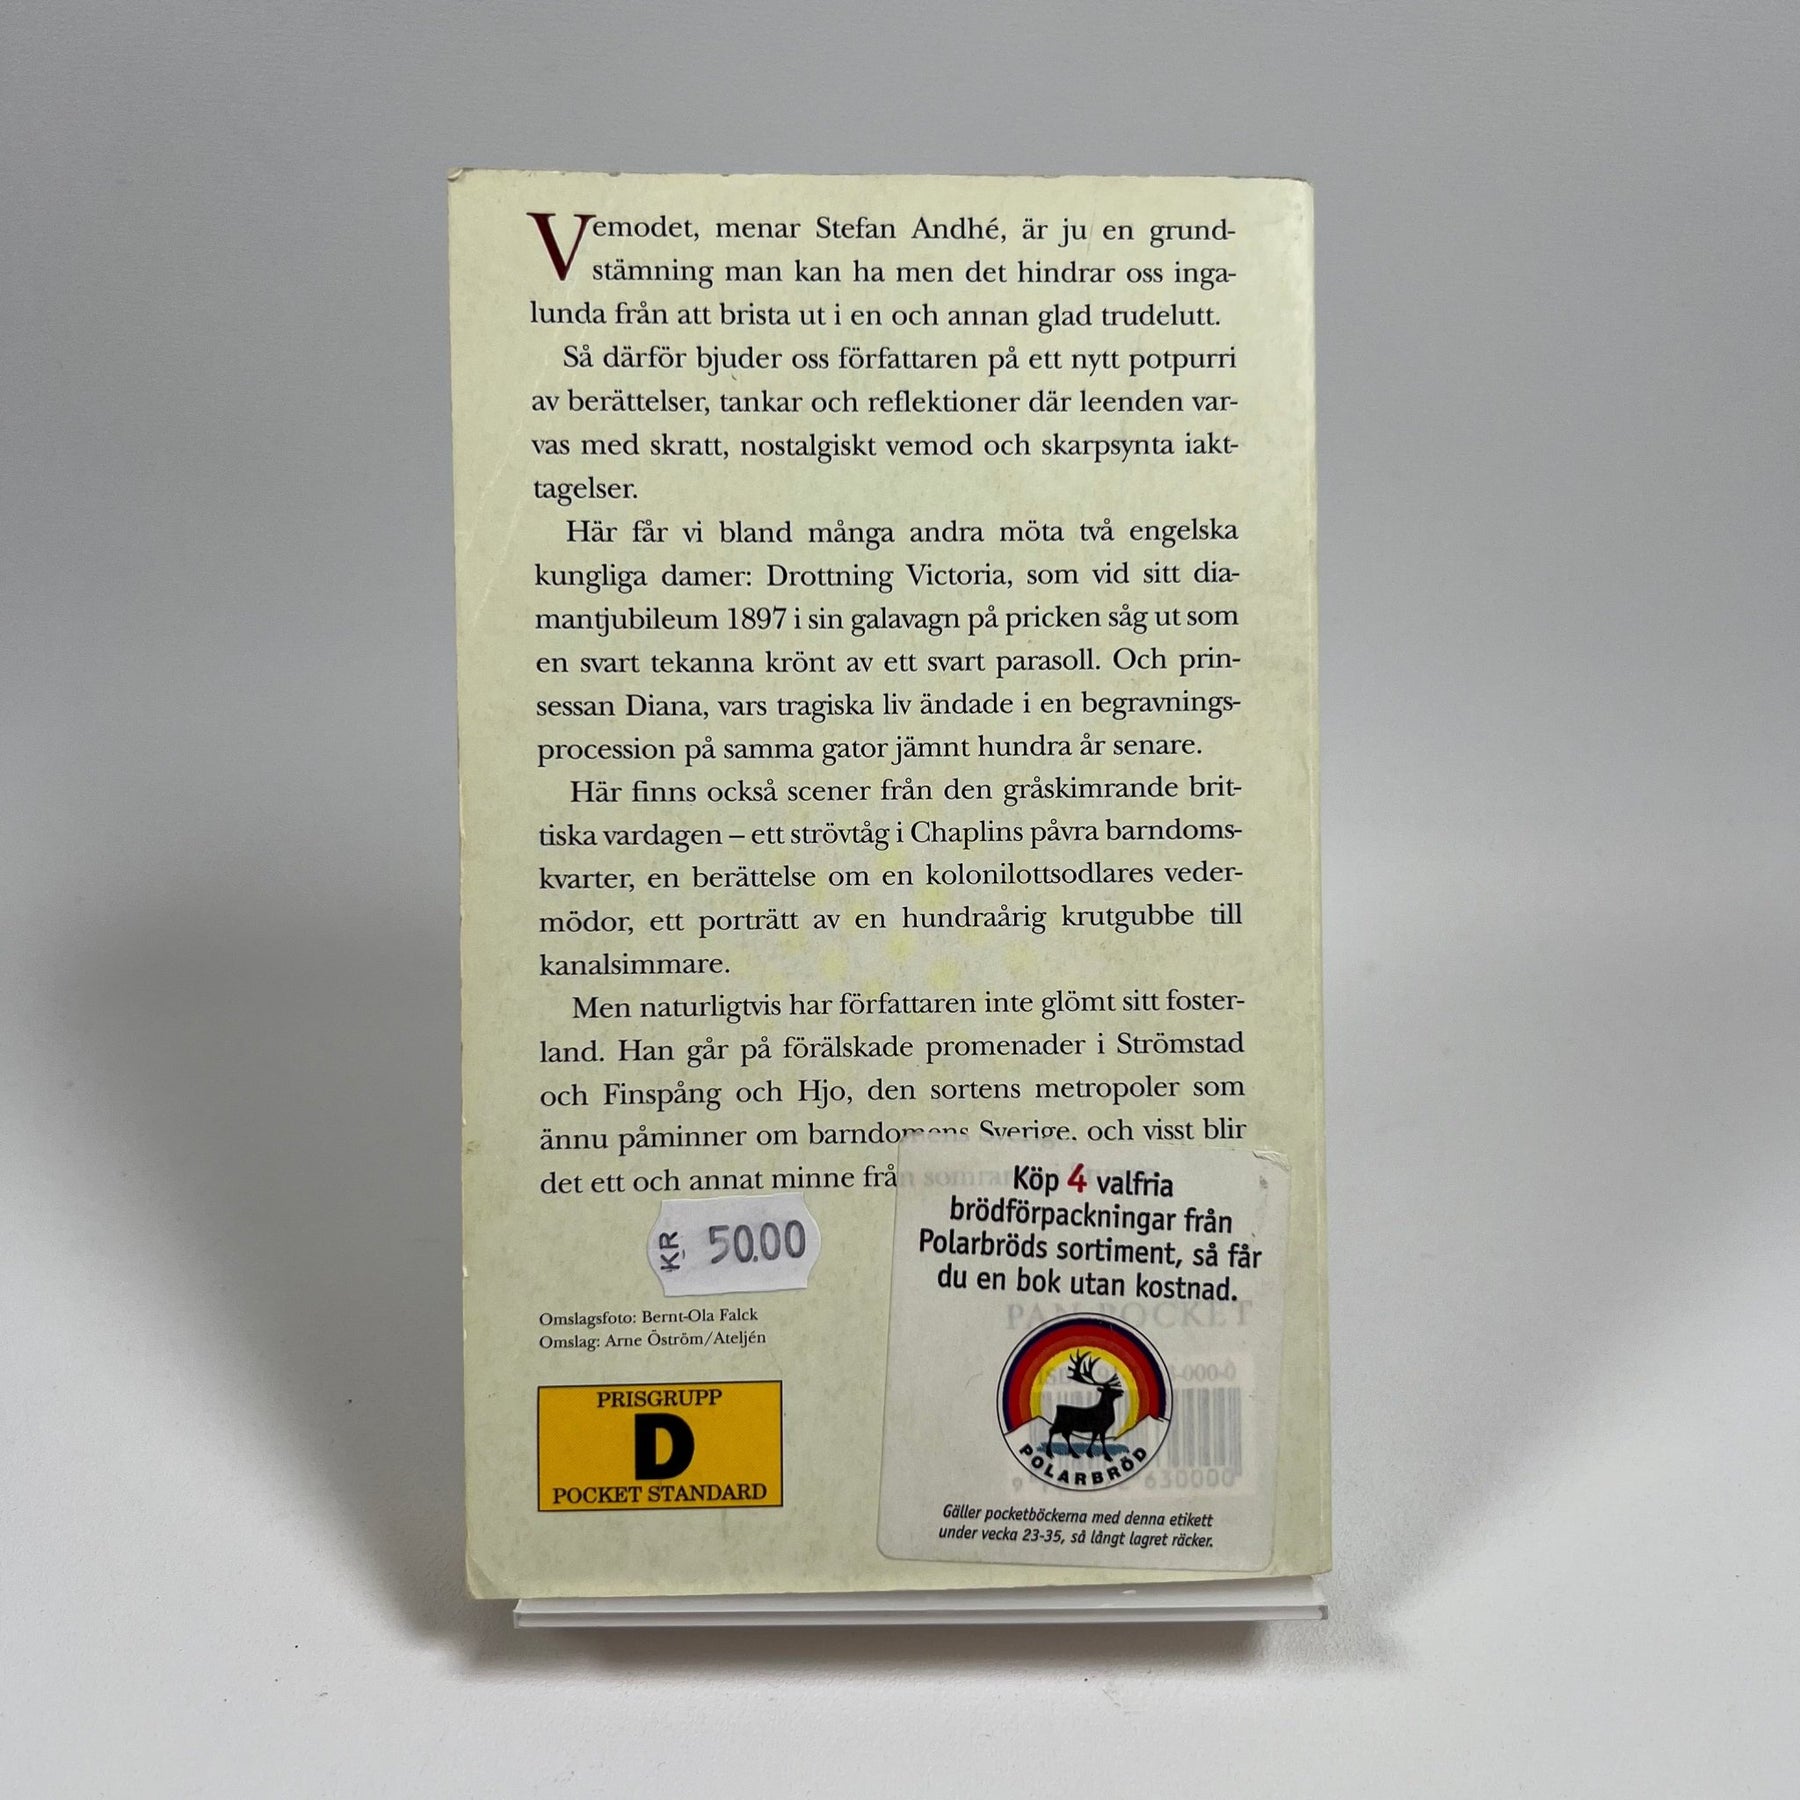 Vemodet, menar Stefan Andhé, är ju en grund-
stämning man kan ha men det hindrar oss inga-
lunda från att brista ut i en och annan glad trudelutt.
Så därför bjuder oss författaren på ett nytt potpurri
av berättelser, tankar och reflektioner där leenden var-
vas med skratt, nostalgiskt vemod och skarpsynta iakt-
tagelser.
Här får vi bland många andra möta två engelska
kungliga damer: Drottning Victoria, som vid sitt dia-
mantjubileum 1897 i sin galavagn på pricken såg ut som
en svart tekanna krönt av ett svart parasoll. Och prin-
sessan Diana, vars tragiska liv ändade i en begravnings-
procession på samma gator jämnt hundra år senare.
Här finns också scener från den gråskimrande brit-
tiska vardagen – ett strövtåg i Chaplins påvra barndoms-
kvarter, en berättelse om en kolonilottsodlares veder-
mödor, ett porträtt av en hundraårig krutgubbe till
kanalsimmare.
Men naturligtvis har författaren inte glömt sitt foster-
land. Han går på förälskade promenader i Strömstad
och Finspång och Hjo, den sortens metropoler som
ännu påminner om barndomens Sverige, och visst blir
det ett och annat minne från
KR 50.00
Omslagsfoto: Bernt-Ola Falck
Omslag: Arne Öström/Ateljén
PRISGRUPP
D
POCKET STANDARD
Köp 4 valfria
brödförpackningar från
Polarbröds sortiment, så får
du en bok utan kostnad.
PAN POCKET
-000-0
POLARBRÖD
630000
Gäller pocketböckerna med denna etikett
under vecka 23-35, så långt lagret räcker.